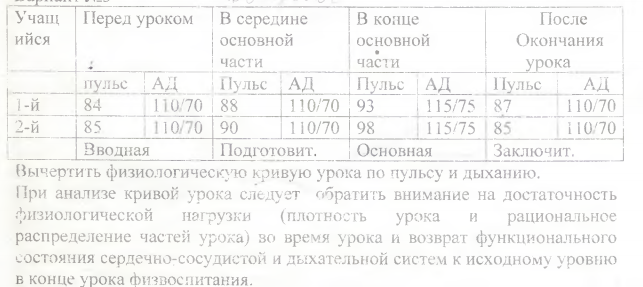 Учащ Перед уроком В середине В конце После
ийся основной основной Окончания
части части урока
пульс АД Пульс АД Пульс АД Пульс АД
1-й 84 110/70 88 110/70 93 115/75 87 110/70
2-й 85 110/70 90 110/70 98 115/75 85 110/70
Вводная Подготовит. Основная Заключит.
Вычертить физиологическую кривую урока по пульсу и дыханию.
При анализе кривой урока следует обратить внимание на достаточность
физиологической нагрузки (плотность урока и рациональное
распределение частей урока) во время урока и возврат функционального
состояния сердечно-сосудистой и дыхательной систем к исходному уровню
в конце урока физвоспитания.